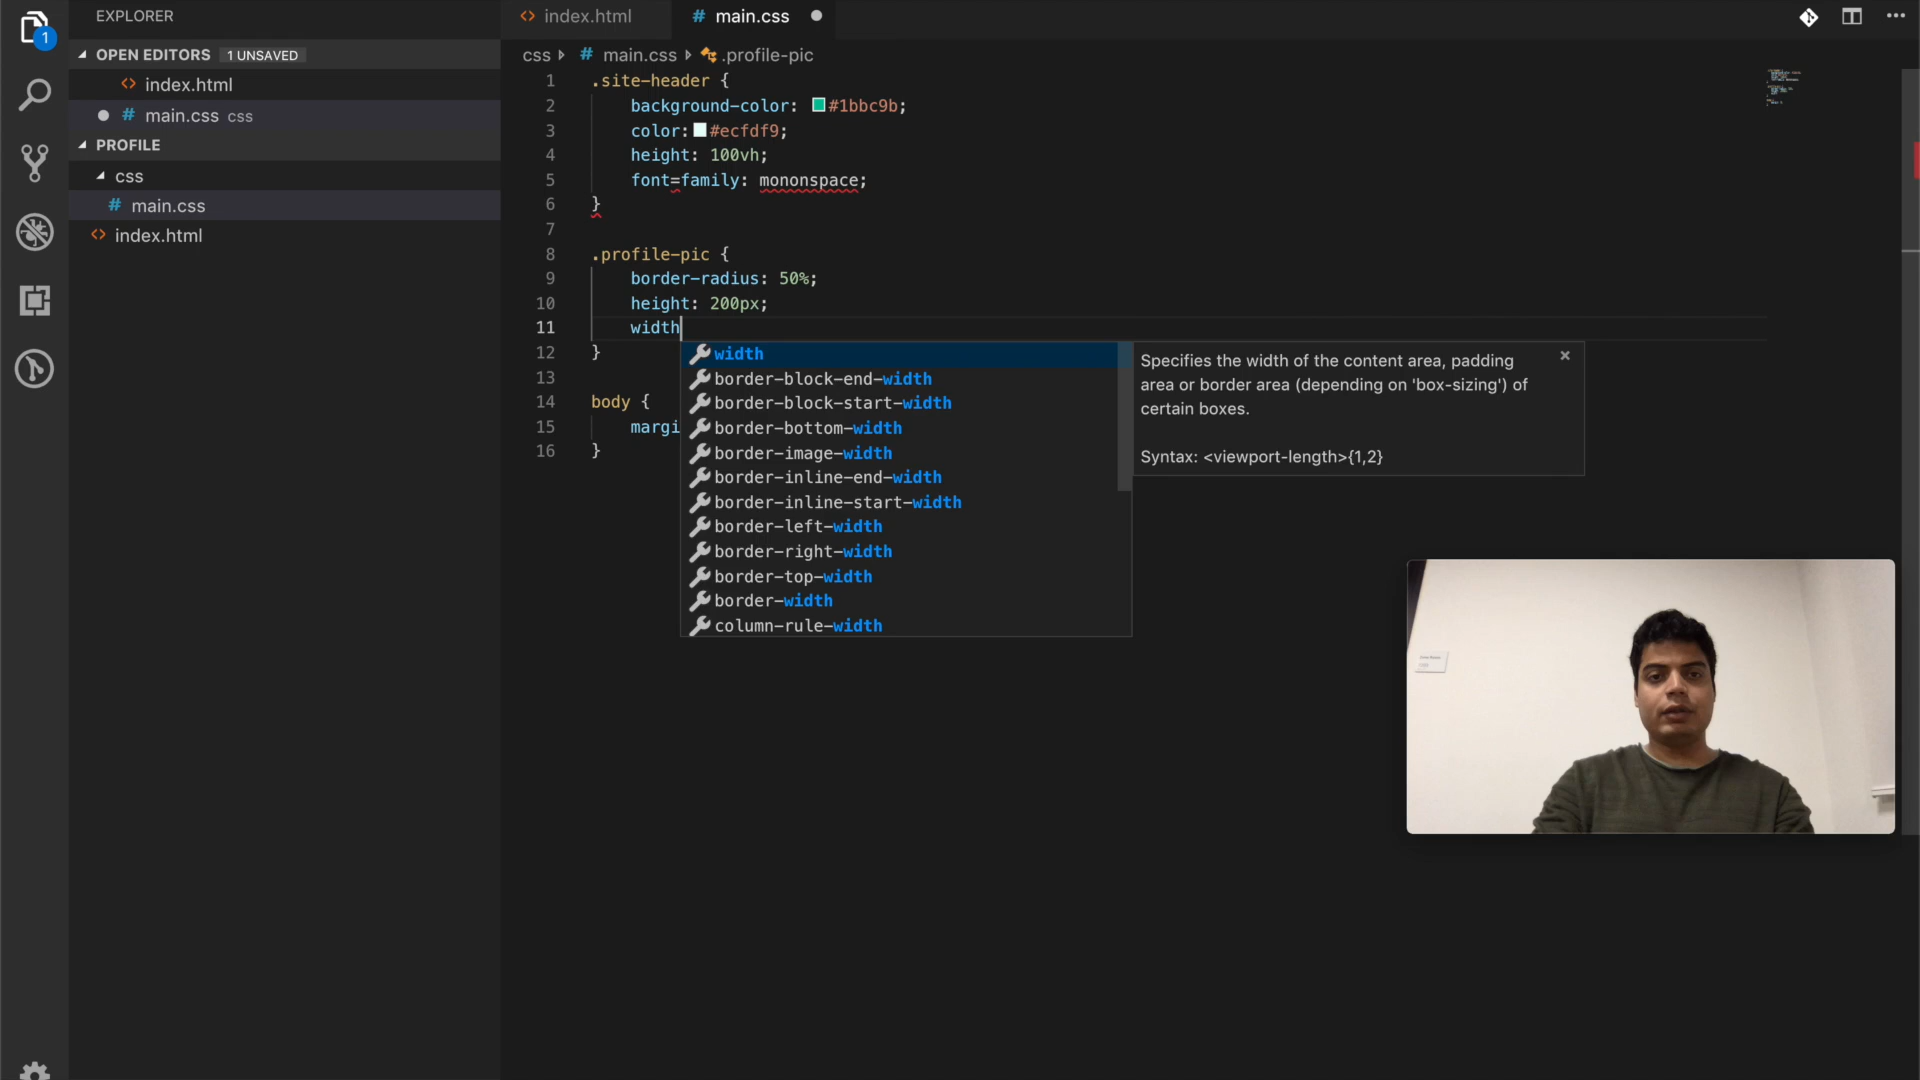 EXPLORER
OPEN EDITORS 1 UNSAVED
index.html
main.css css
PROFILE
css
main.css
index.html
1
index.html
main.css
css main.css .profile-pic
1 .site-header {
2 background-color: #1bbc9b;
3 color: #ecfdf9;
4 height: 100vh;
5 font=family: mononspace;
6 }
7
8 .profile-pic {
9 border-radius: 50%;
10 height: 200px;
11 width
12 }
13
14 body {
15 margi
16 }
width
border-block-end-width
border-block-start-width
border-bottom-width
border-image-width
border-inline-end-width
border-inline-start-width
border-left-width
border-right-width
border-top-width
border-width
column-rule-width
Specifies the width of the content area, padding
area or border area (depending on 'box-sizing') of
certain boxes.
Syntax: <viewport-length>{1,2}